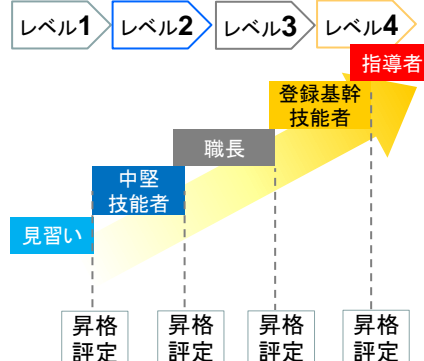 レベル1
レベル2
レベル3
レベル4
指導者
登録基幹
技能者
職長
中堅
技能者
見習い
昇格
評定
昇格
評定
昇格
評定
昇格
評定